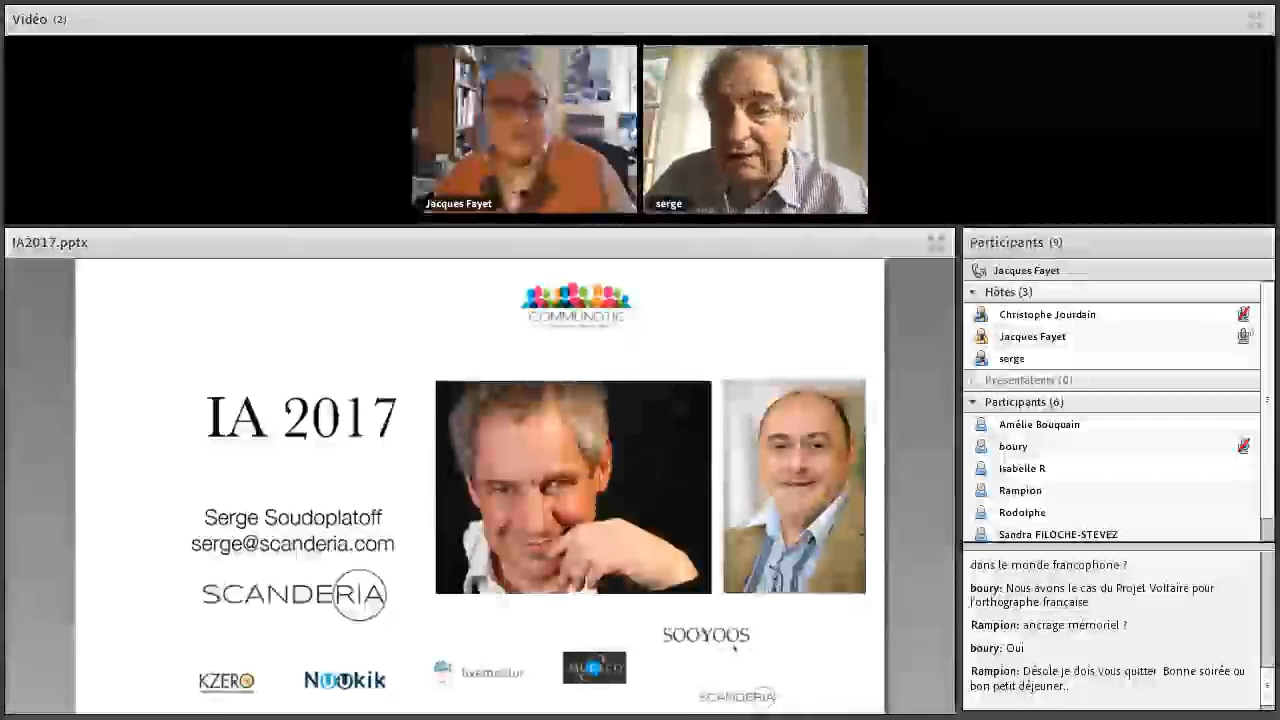 Vidéo (2)
Jacques Fayet
serge
IA2017.pptx
COMMUNOTIC
IA 2017
Serge Soudoplatoff
serge@scanderia.com
SCANDERIA
SOOYOOS
KZERO
Nuukik
livementor
SCANDERIA
Participants (9)
Jacques Fayet
Hôtes (3)
Christophe Jourdain
Jacques Fayet
serge
Présentateurs (0)
Participants (6)
Amélie Bouquain
boury
Isabelle R
Rampion
Rodolphe
Sandra FILOCHE-STEVEZ
dans le monde francophone ?
boury: Nous avons le cas du Projet Voltaire pour
l'orthographe française
Rampion: ancrage mémoriel ?
boury: Oui
Rampion: Désolé je dois vous quitter. Bonne soirée ou
bon petit déjeuner..